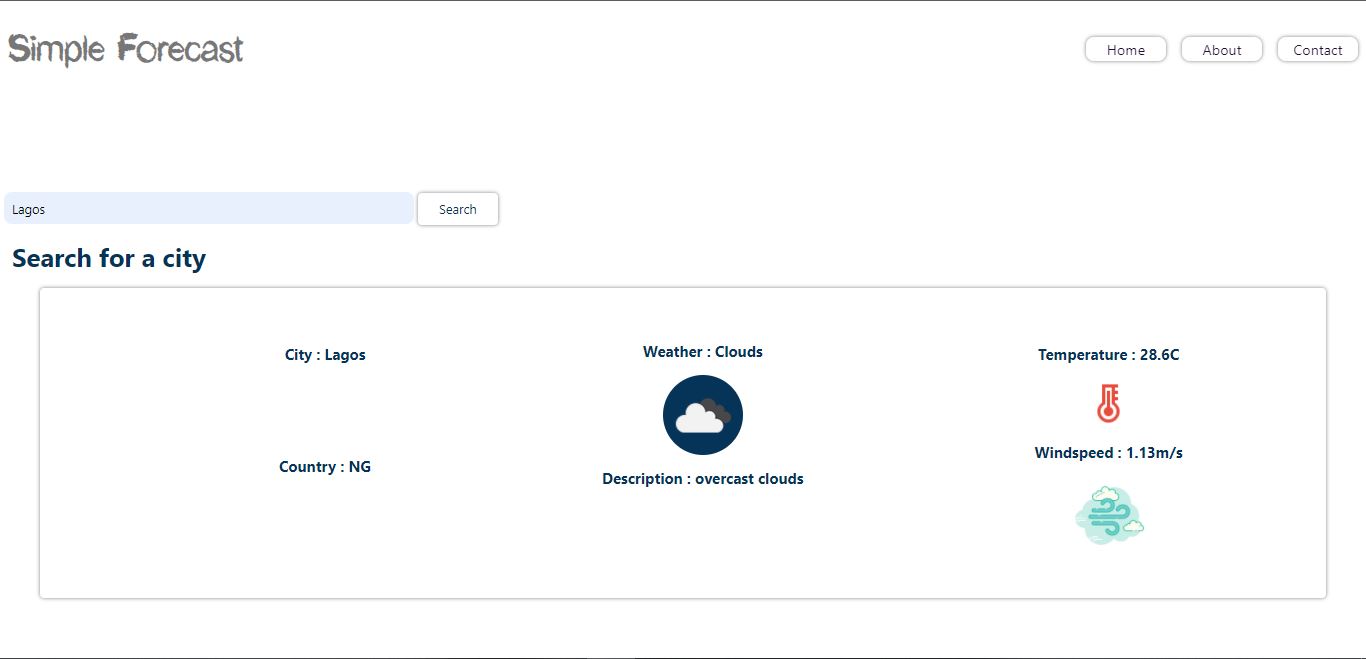 Simple Forecast
Home
About
Contact
Lagos
Search
Search for a city
City : Lagos
Country : NG
Weather : Clouds
Description : overcast clouds
Temperature : 28.6C
Windspeed : 1.13m/s